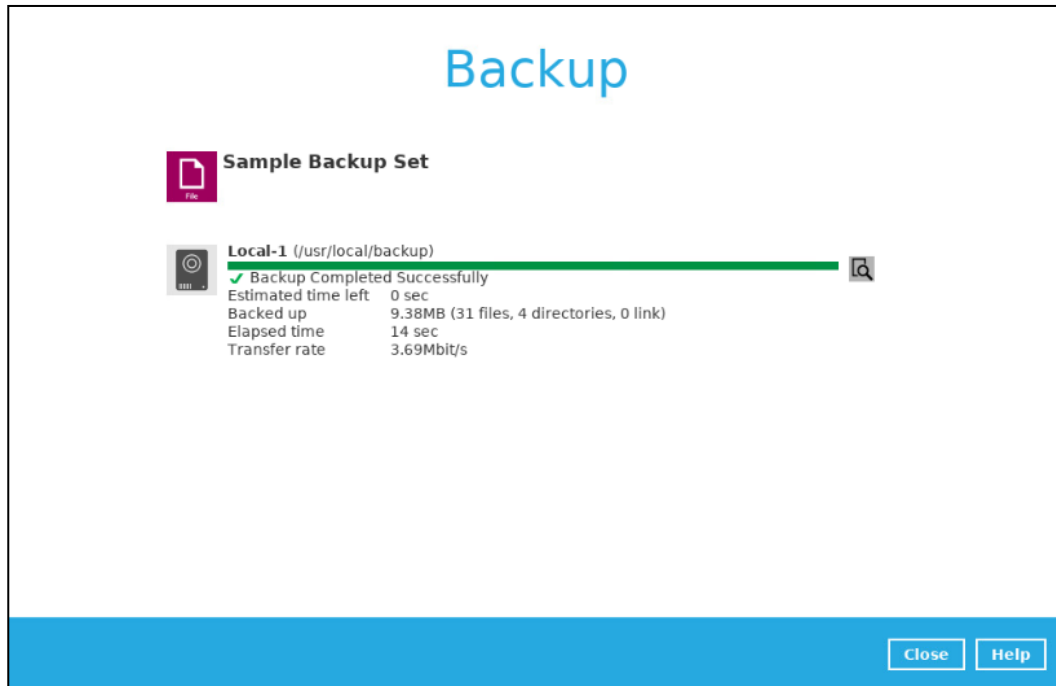 Backup
Sample Backup Set
File
Local-1 (/usr/local/backup)
Backup Completed Successfully
Estimated time left 0 sec
Backed up 9.38MB (31 files, 4 directories, 0 link)
Elapsed time 14 sec
Transfer rate 3.69Mbit/s
Close Help